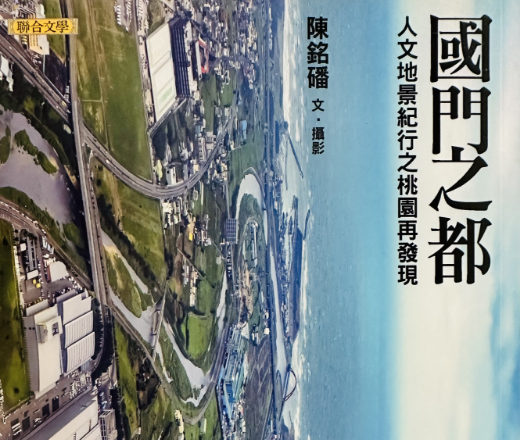 國門之都
人文地景紀行之桃園再發現
陳銘磻 文・攝影
聯合文學